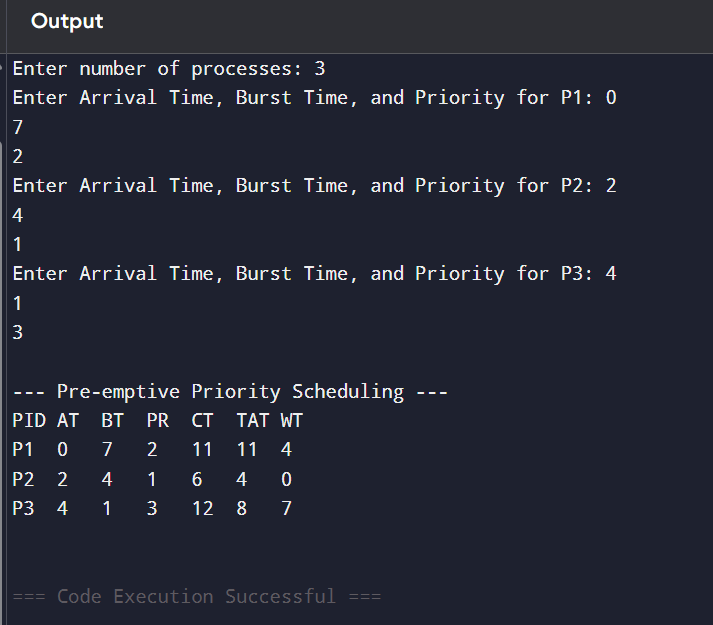 Output
Enter number of processes: 3
Enter Arrival Time, Burst Time, and Priority for P1: 0
7
2
Enter Arrival Time, Burst Time, and Priority for P2: 2
4
1
Enter Arrival Time, Burst Time, and Priority for P3: 4
1
3
--- Pre-emptive Priority Scheduling ---
PID AT  BT  PR  CT  TAT WT
P1  0   7   2   11  11  4
P2  2   4   1   6   4   0
P3  4   1   3   12  8   7
=== Code Execution Successful ===